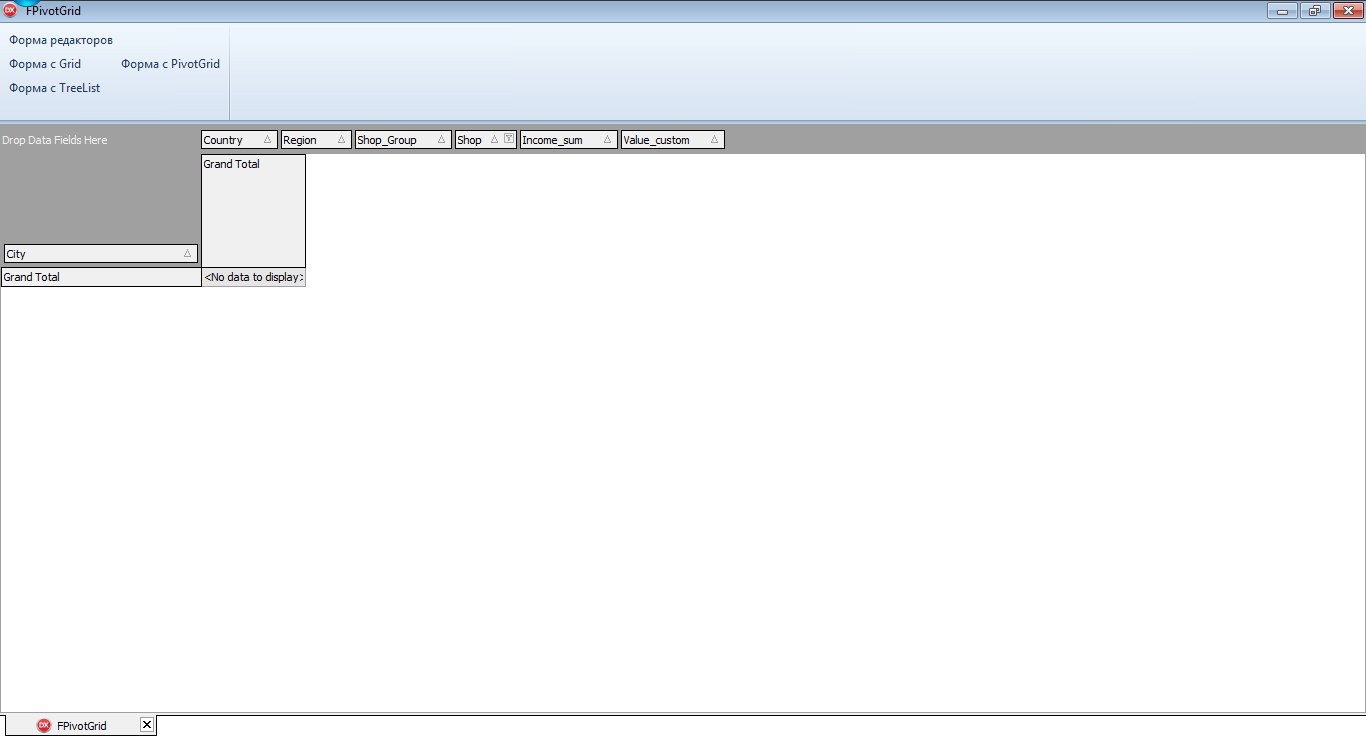 FPivotGrid
Форма редакторов
Форма с Grid Форма с PivotGrid
Форма с TreeList
Drop Data Fields Here Country Region Shop_Group Shop Income_sum Value_custom
Grand Total
City
Grand Total <No data to display>
FPivotGrid